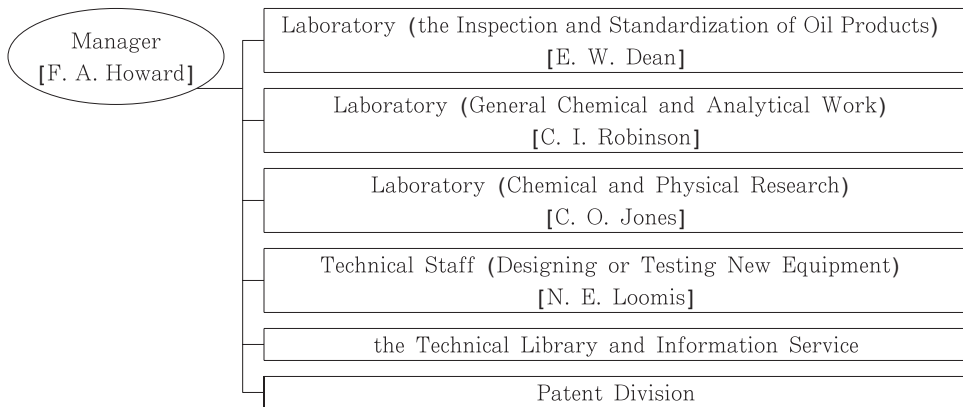 Manager
[F. A. Howard]
Laboratory (the Inspection and Standardization of Oil Products)
[E. W. Dean]
Laboratory (General Chemical and Analytical Work)
[C. I. Robinson]
Laboratory (Chemical and Physical Research)
[C. O. Jones]
Technical Staff (Designing or Testing New Equipment)
[N. E. Loomis]
the Technical Library and Information Service
Patent Division